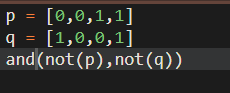 p = [0,0,1,1]
q = [1,0,0,1]
and(not(p),not(q))